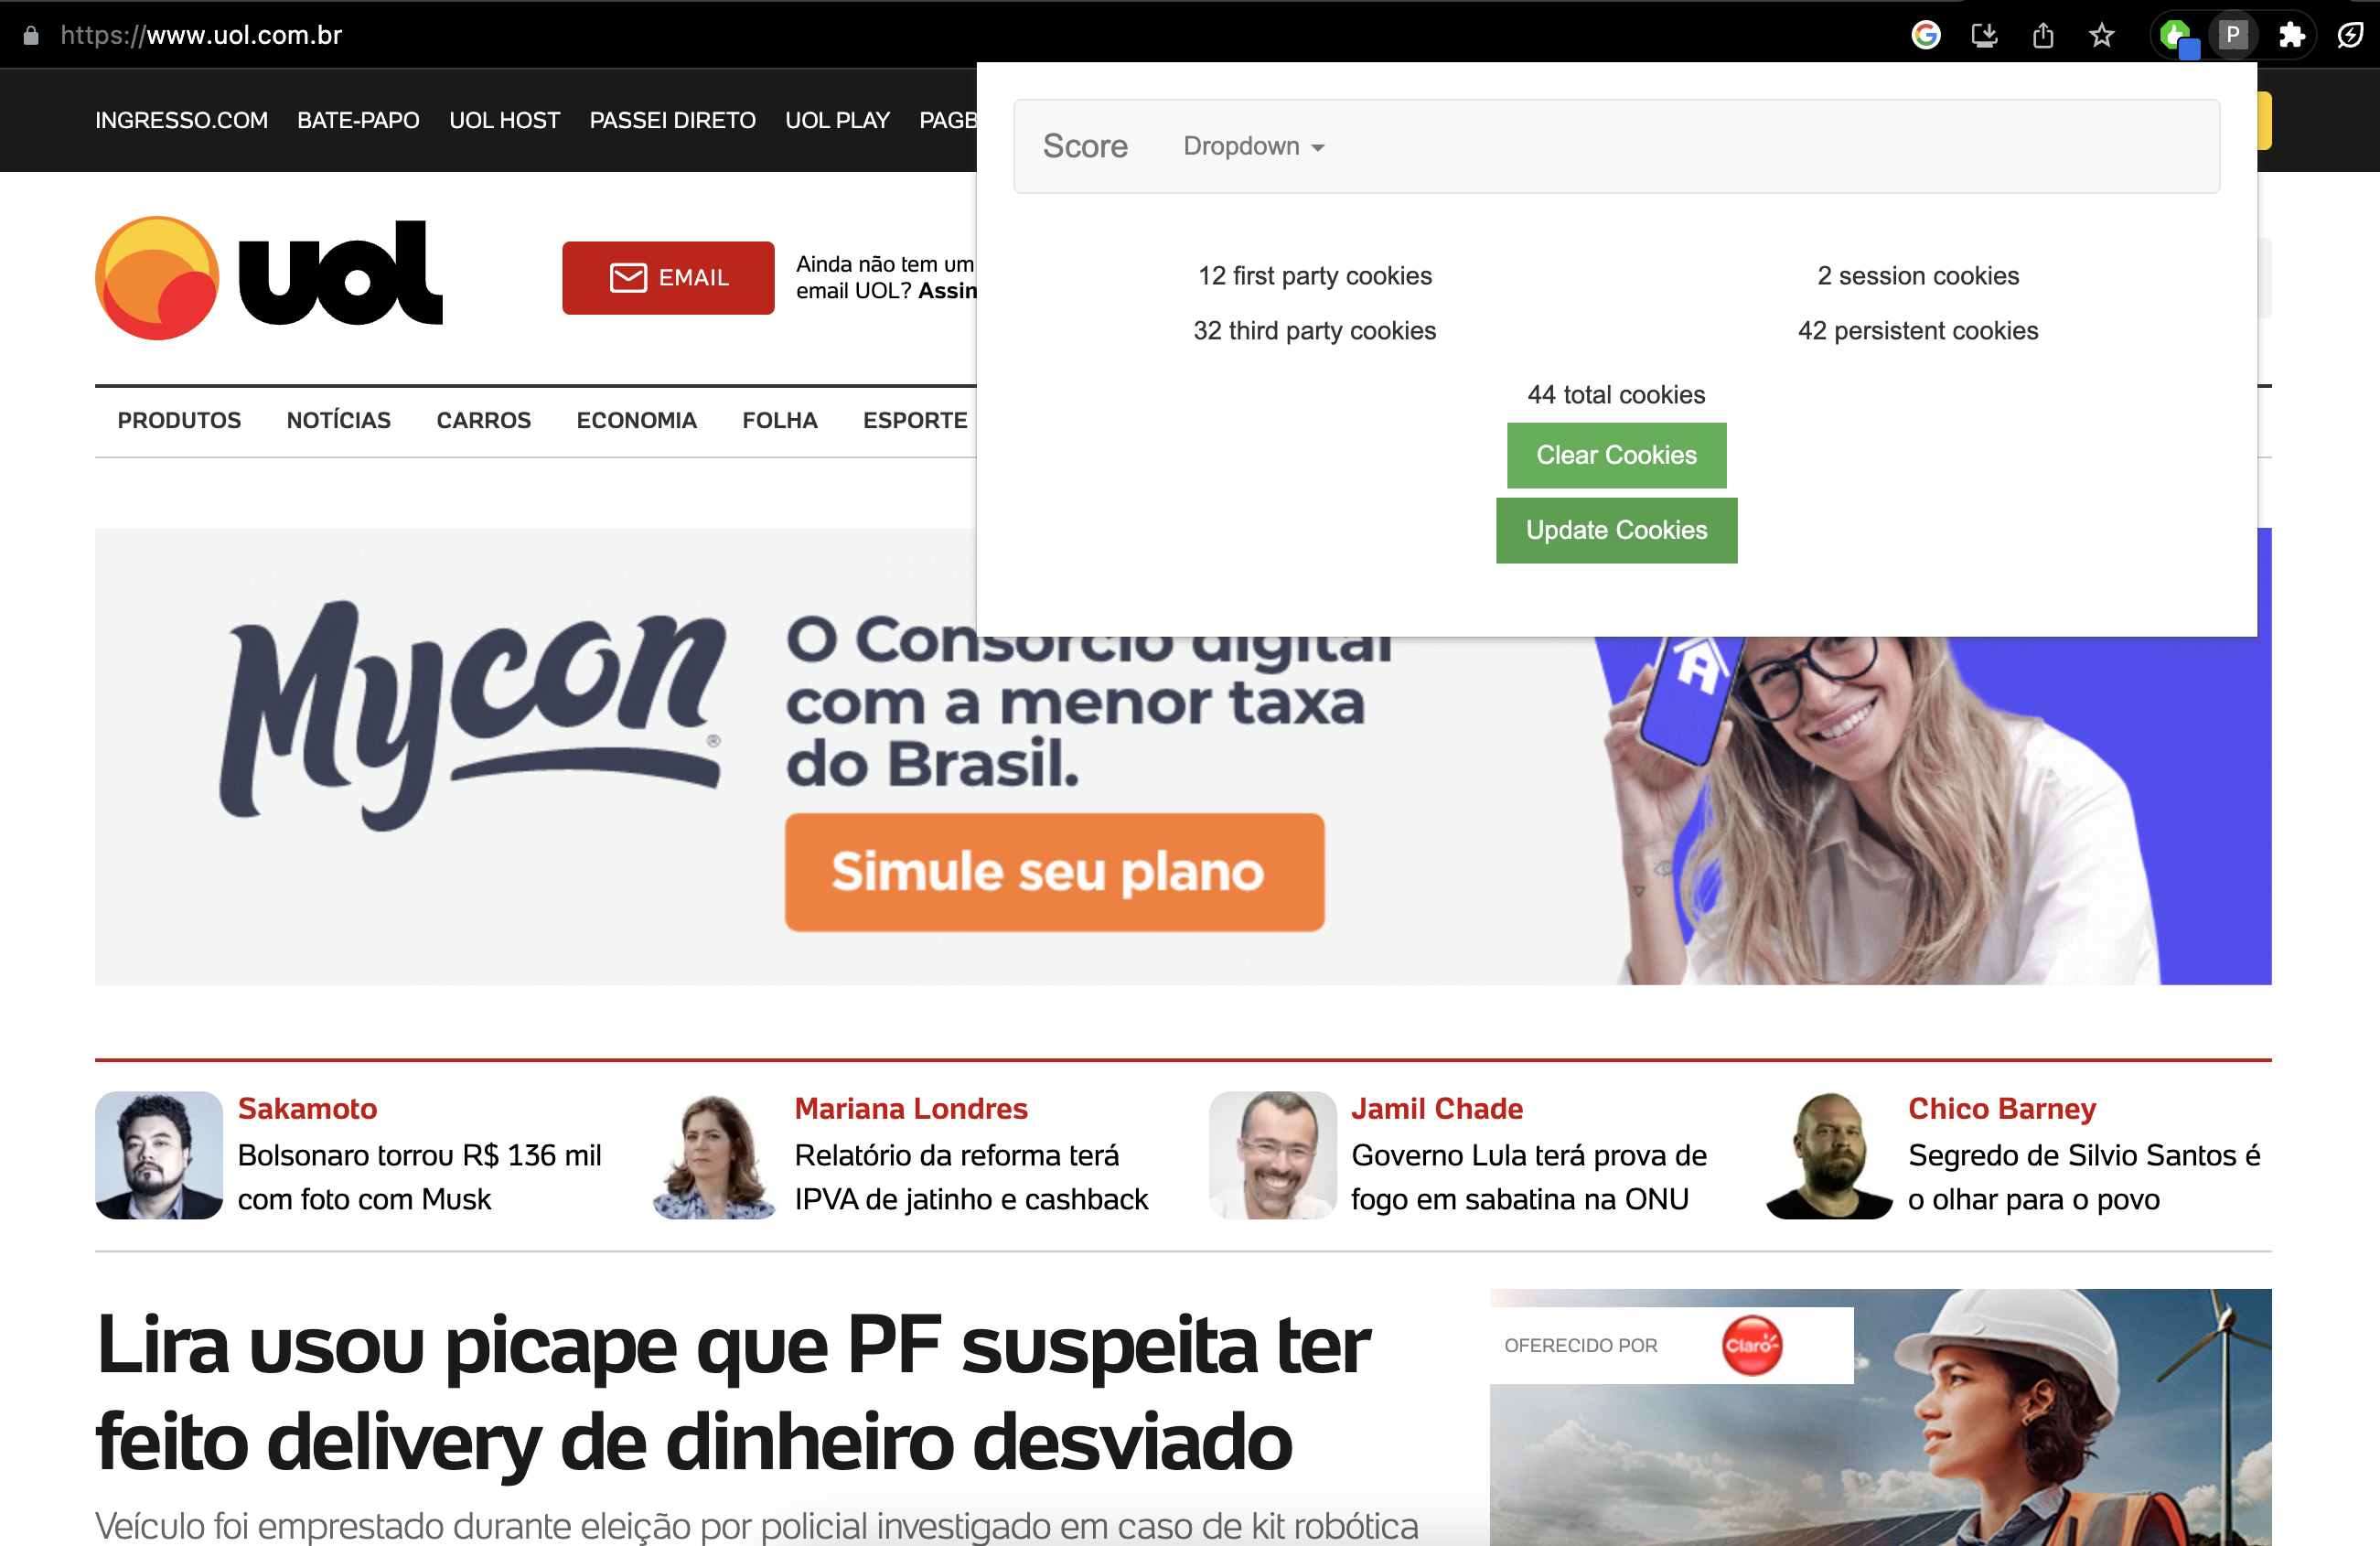 https://www.uol.com.br
P
INGRESSO.COM BATE-PAPO UOL HOST PASSEI DIRETO UOL PLAY PAGB
Score Dropdown
12 first party cookies 2 session cookies
32 third party cookies 42 persistent cookies
44 total cookies
Clear Cookies
Update Cookies
uol
EMAIL
Ainda não tem um
email UOL? Assin
PRODUTOS NOTÍCIAS CARROS ECONOMIA FOLHA ESPORTE
Mycon®
O Consórcio digital
com a menor taxa
do Brasil.
Simule seu plano
Sakamoto
Bolsonaro torrou R$ 136 mil
com foto com Musk
Mariana Londres
Relatório da reforma terá
IPVA de jatinho e cashback
Jamil Chade
Governo Lula terá prova de
fogo em sabatina na ONU
Chico Barney
Segredo de Silvio Santos é
o olhar para o povo
Lira usou picape que PF suspeita ter
feito delivery de dinheiro desviado
Veículo foi emprestado durante eleição por policial investigado em caso de kit robótica
OFERECIDO POR
Claro